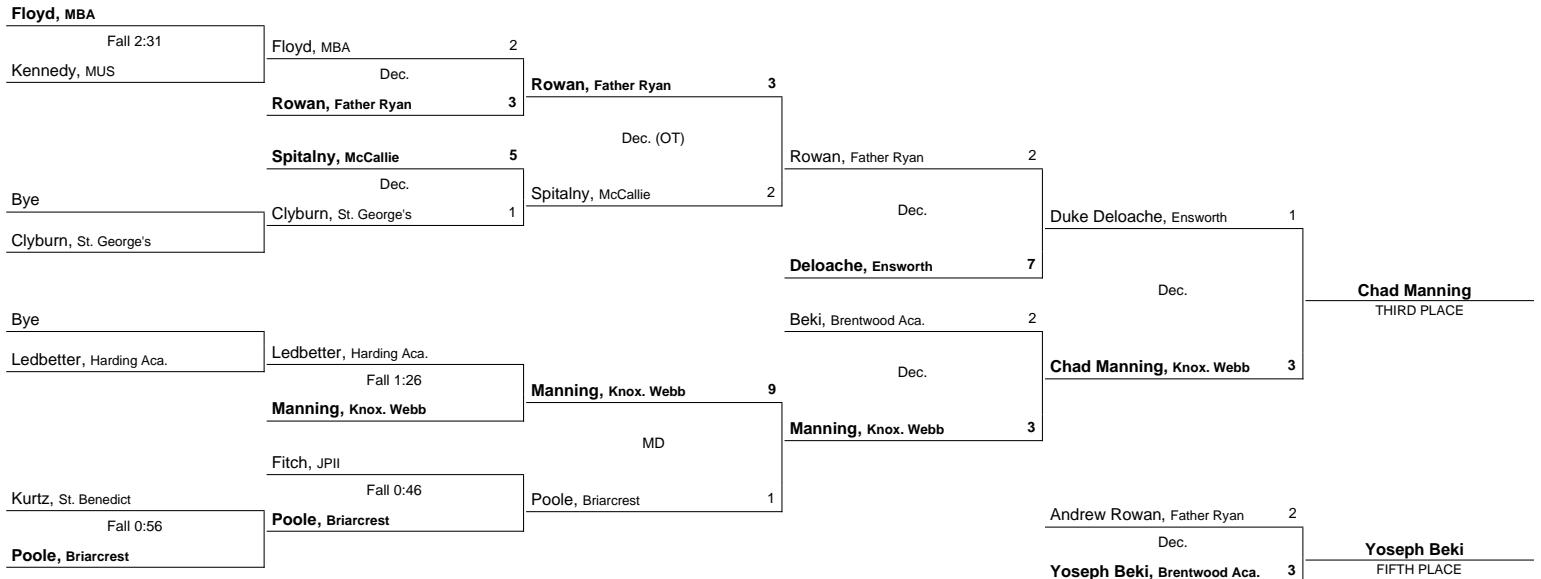 Floyd, MBA
Fall 2:31
Kennedy, MUS
Bye
Clyburn, St. George's
Bye
Ledbetter, Harding Aca.
Kurtz, St. Benedict
Fall 0:56
Poole, Briarcrest
Floyd, MBA 2
Dec.
Rowan, Father Ryan 3
Spitalny, McCallie 5
Dec.
Clyburn, St. George's 1
Ledbetter, Harding Aca.
Fall 1:26
Manning, Knox. Webb
Fitch, JPII
Fall 0:46
Poole, Briarcrest
Rowan, Father Ryan 3
Dec. (OT)
Spitalny, McCallie 2
Manning, Knox. Webb 9
MD
Poole, Briarcrest 1
Rowan, Father Ryan 2
Dec.
Deloache, Ensworth 7
Beki, Brentwood Aca. 2
Dec.
Manning, Knox. Webb 3
Duke Deloache, Ensworth 1
Dec.
Chad Manning, Knox. Webb 3
Chad Manning
THIRD PLACE
Andrew Rowan, Father Ryan 2
Dec.
Yoseph Beki, Brentwood Aca. 3
Yoseph Beki
FIFTH PLACE